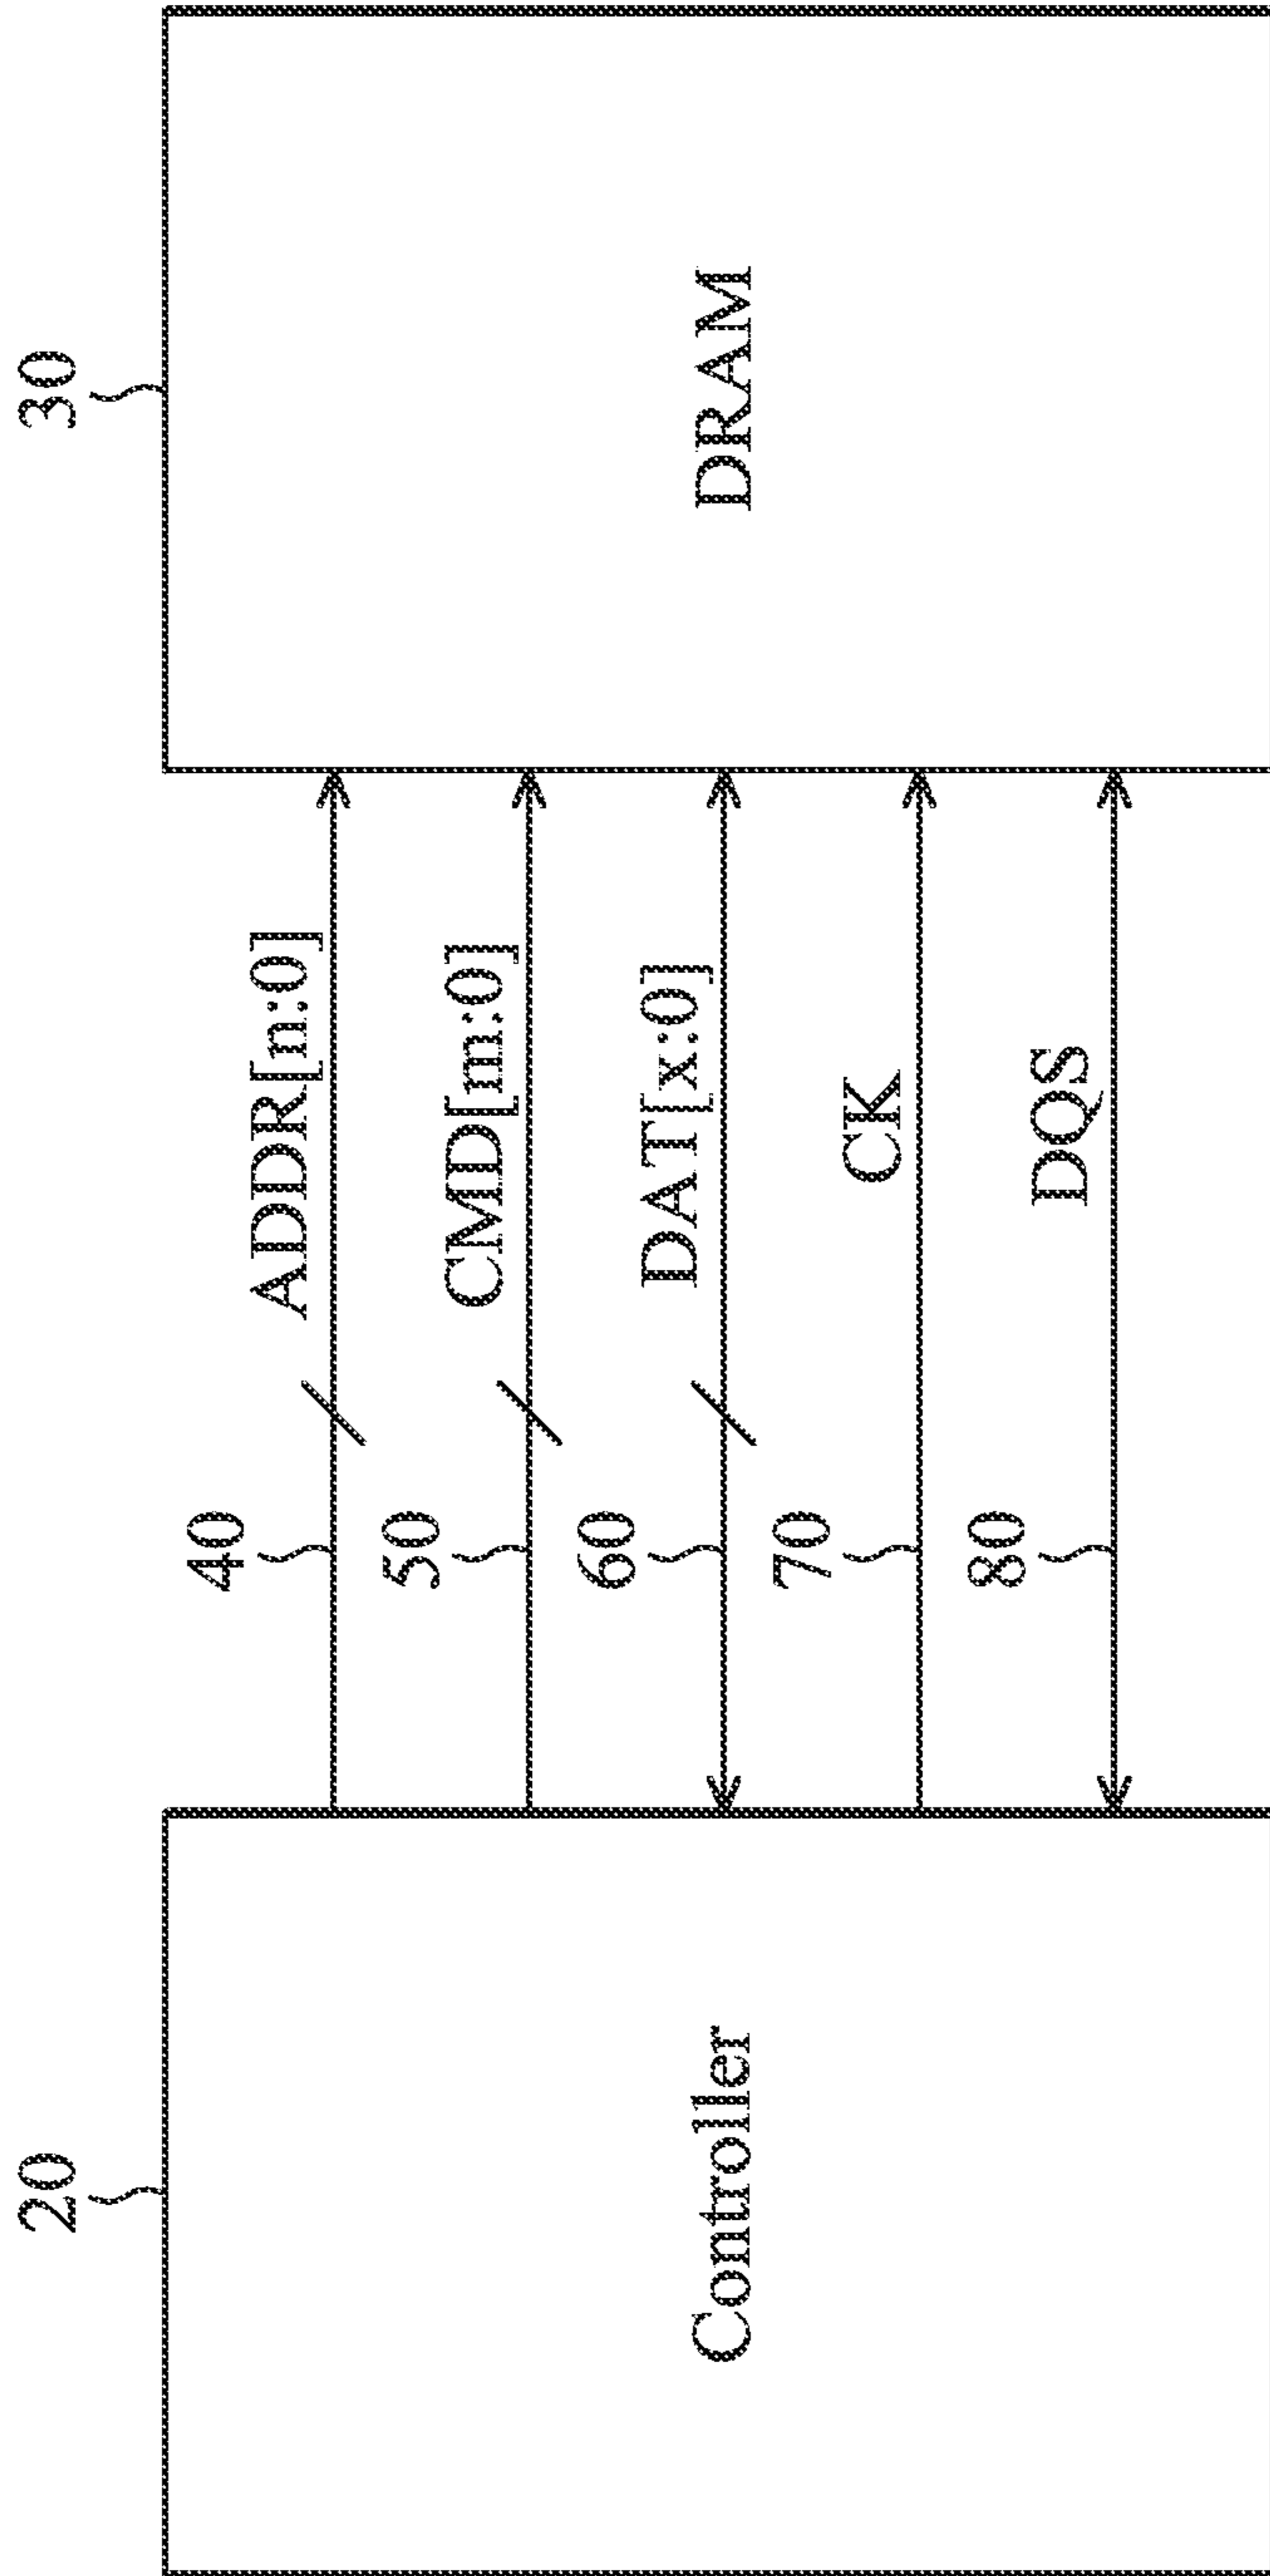 20
30
Controller
DRAM
40
ADDR[n:0]
50
CMD[m:0]
60
DAT[x:0]
70
CK
80
DQS